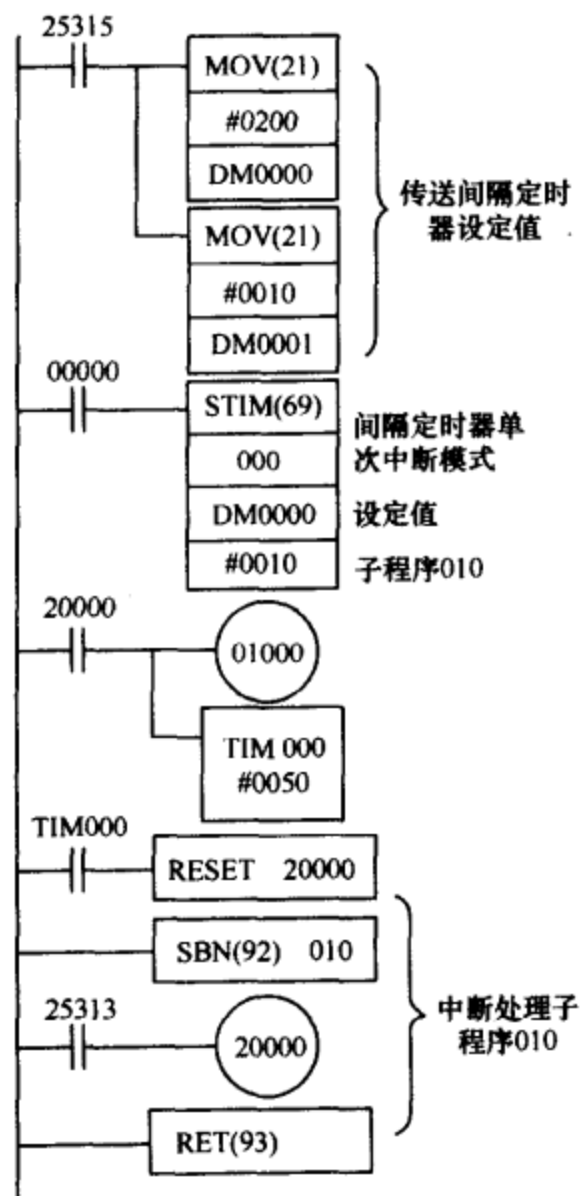 25315
MOV(21)
#0200
DM0000
MOV(21)
#0010
DM0001
传送间隔定时
器设定值
00000
STIM(69)
000
DM0000
#0010
间隔定时器单
次中断模式
设定值
子程序010
20000
01000
TIM 000
#0050
TIM000
RESET 20000
SBN(92) 010
25313
20000
RET(93)
中断处理子
程序010